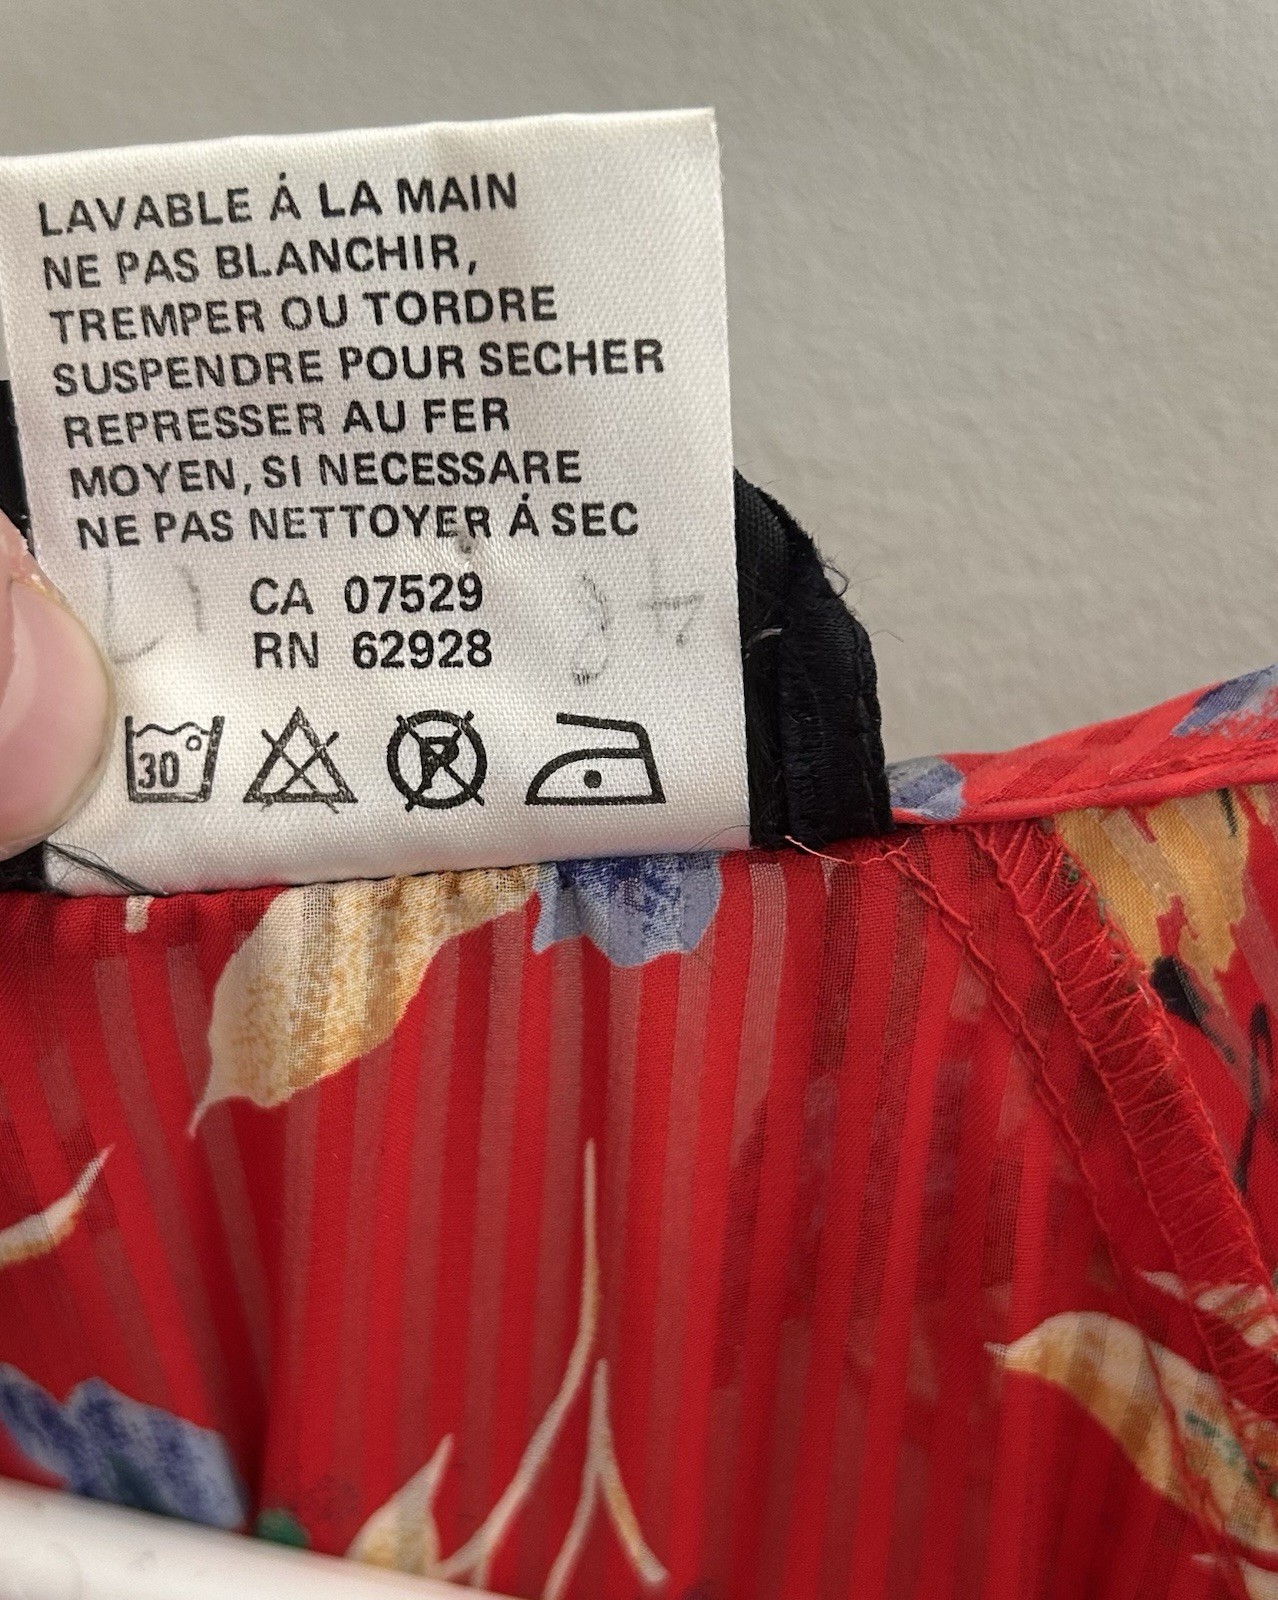 LAVABLE Á LA MAIN
NE PAS BLANCHIR,
TREMPER OU TORDRE
SUSPENDRE POUR SECHER
REPRESSER AU FER
MOYEN, SI NECESSARE
NE PAS NETTOYER Á SEC
CA 07529
RN 62928
30° P